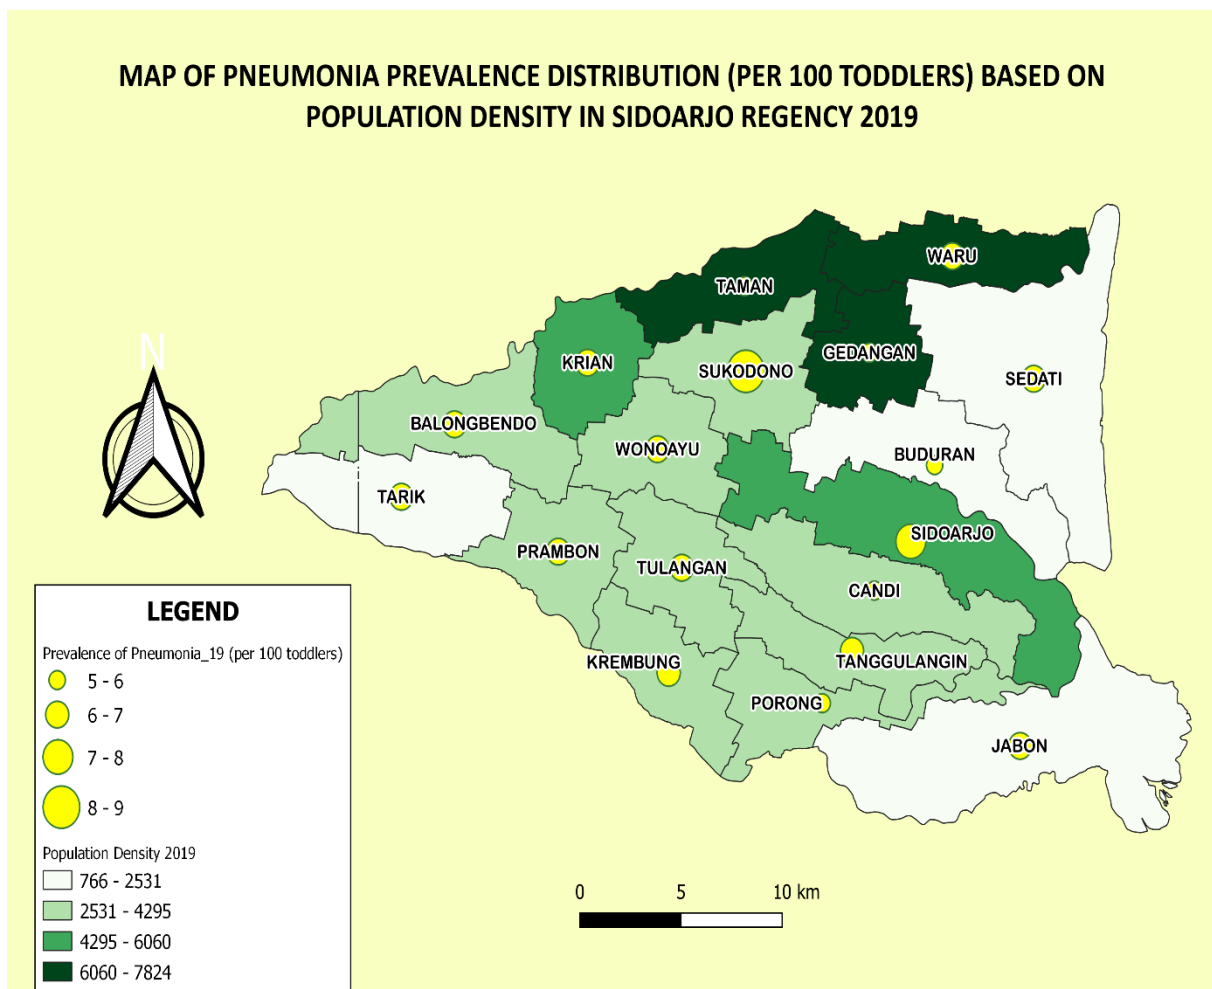 MAP OF PNEUMONIA PREVALENCE DISTRIBUTION (PER 100 TODDLERS) BASED ON
POPULATION DENSITY IN SIDOARJO REGENCY 2019
N
WARU
TAMAN
GEDANGAN
KRIAN
SUKODONO
SEDATI
BALONGBENDO
WONOAYU
BUDURAN
TARIK
SIDOARJO
PRAMBON
TULANGAN
CANDI
KREMBUNG
TANGGULANGIN
PORONG
JABON
LEGEND
Prevalence of Pneumonia_19 (per 100 toddlers)
5 - 6
6 - 7
7 - 8
8 - 9
Population Density 2019
766 - 2531
2531 - 4295
4295 - 6060
6060 - 7824
0 5 10 km